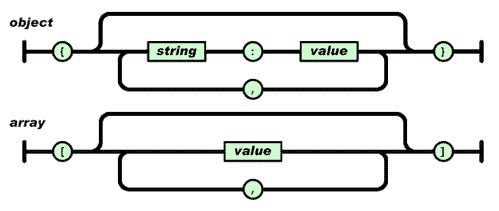 object
{ string : value }
,
array
[ value ]
,